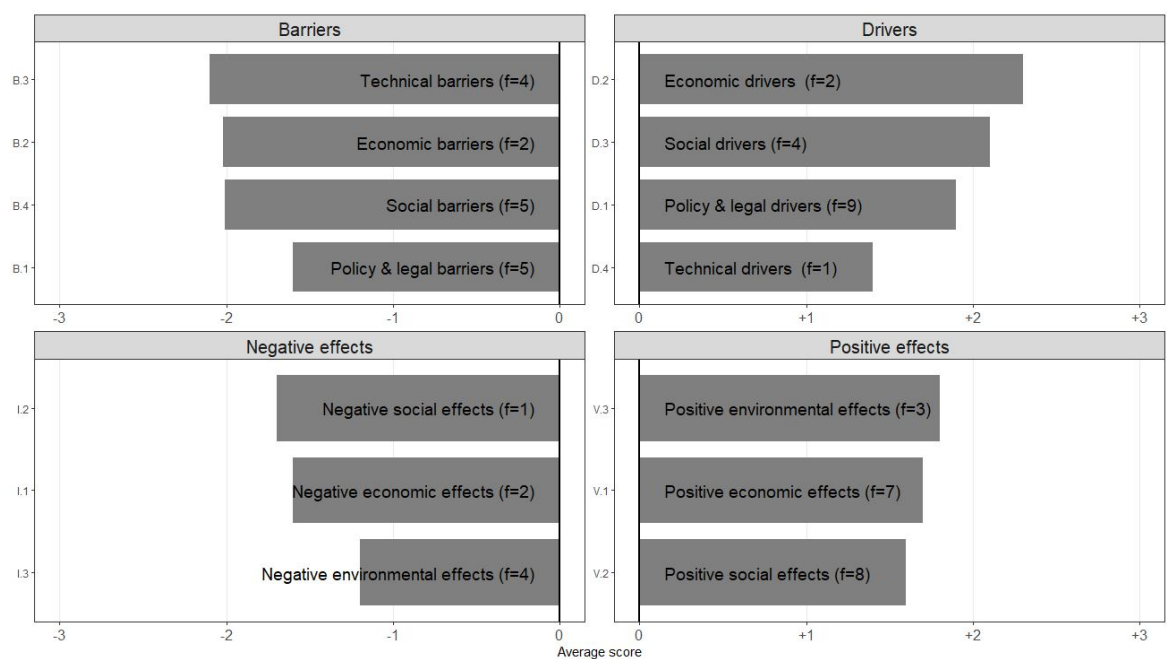 Barriers
B.3 Technical barriers (f=4)
B.2 Economic barriers (f=2)
B.4 Social barriers (f=5)
B.1 Policy & legal barriers (f=5)
-3 -2 -1 0
Drivers
D.2 Economic drivers (f=2)
D.3 Social drivers (f=4)
D.1 Policy & legal drivers (f=9)
D.4 Technical drivers (f=1)
0 +1 +2 +3
Negative effects
I.2 Negative social effects (f=1)
I.1 Negative economic effects (f=2)
I.3 Negative environmental effects (f=4)
-3 -2 -1 0
Positive effects
V.3 Positive environmental effects (f=3)
V.1 Positive economic effects (f=7)
V.2 Positive social effects (f=8)
0 +1 +2 +3
Average score